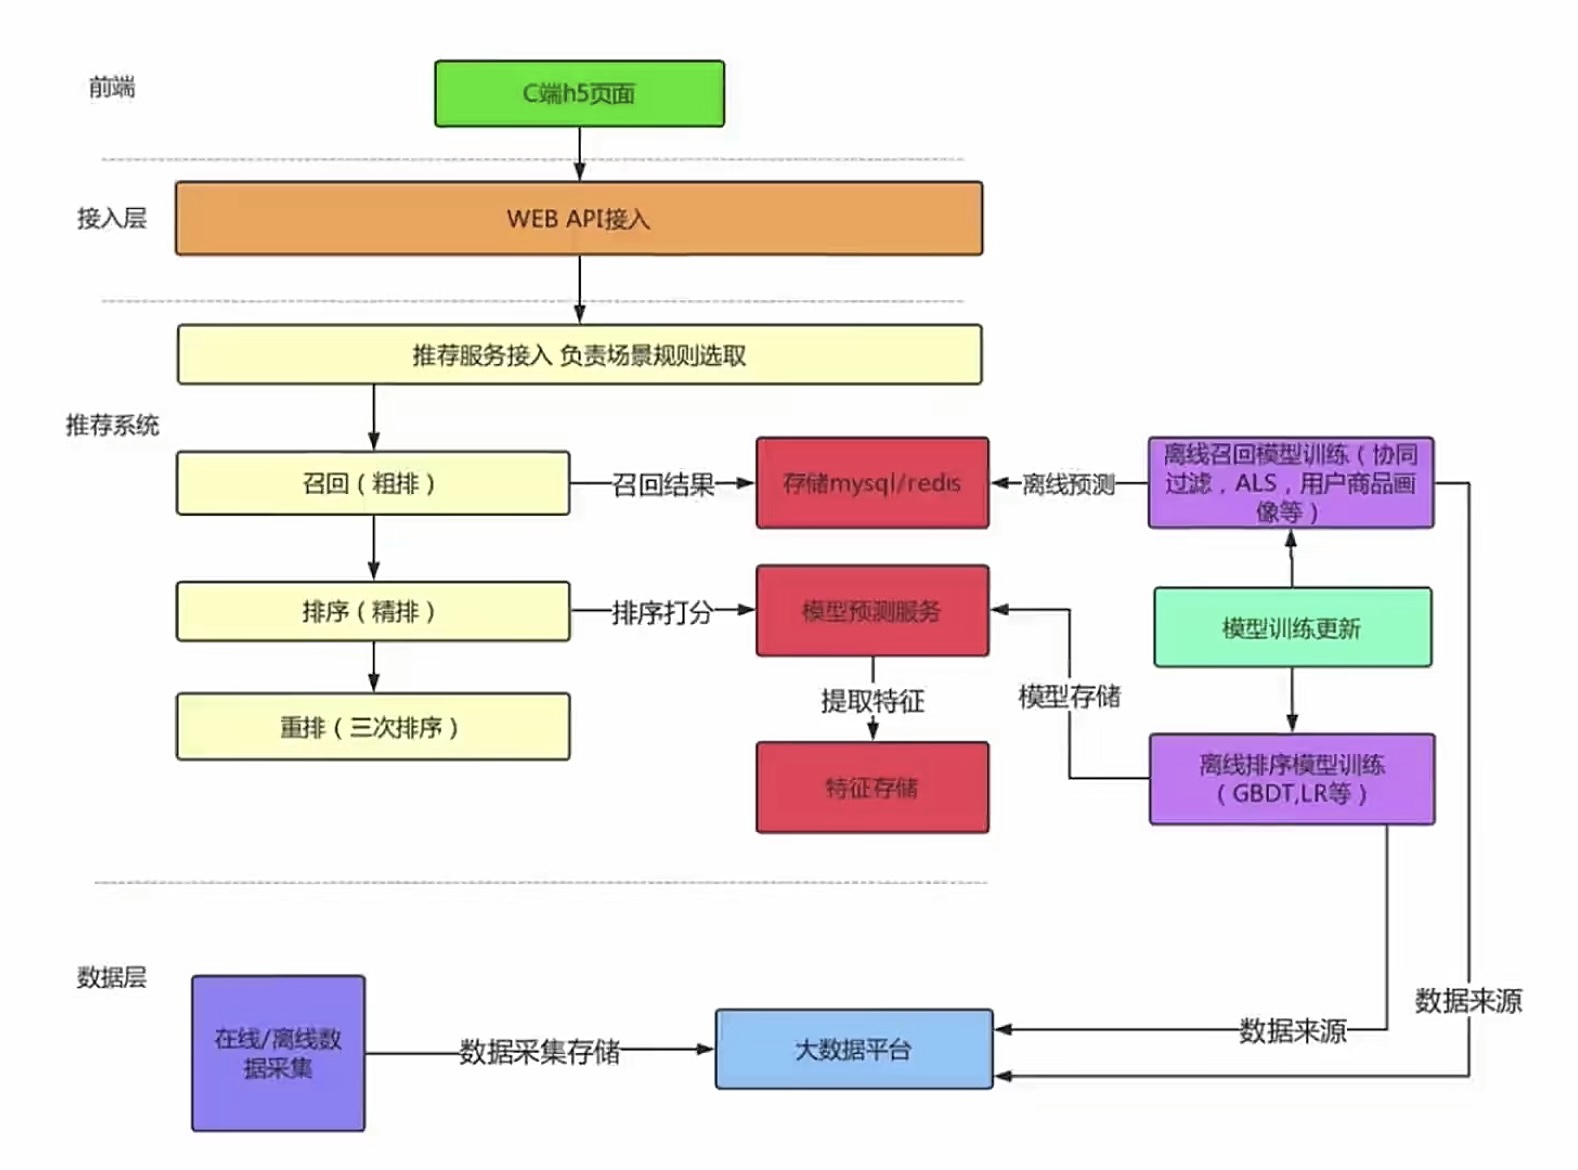 前端
C端h5页面
接入层
WEB API接入
推荐服务接入 负责场景规则选取
推荐系统
召回（粗排）
召回结果
存储mysql/redis
离线预测
离线召回模型训练（协同
过滤，ALS，用户商品画
像等）
排序（精排）
排序打分
模型预测服务
模型训练更新
提取特征
模型存储
重排（三次排序）
特征存储
离线排序模型训练
（GBDT,LR等）
数据层
数据来源
数据来源
在线/离线数
据采集
数据采集存储
大数据平台